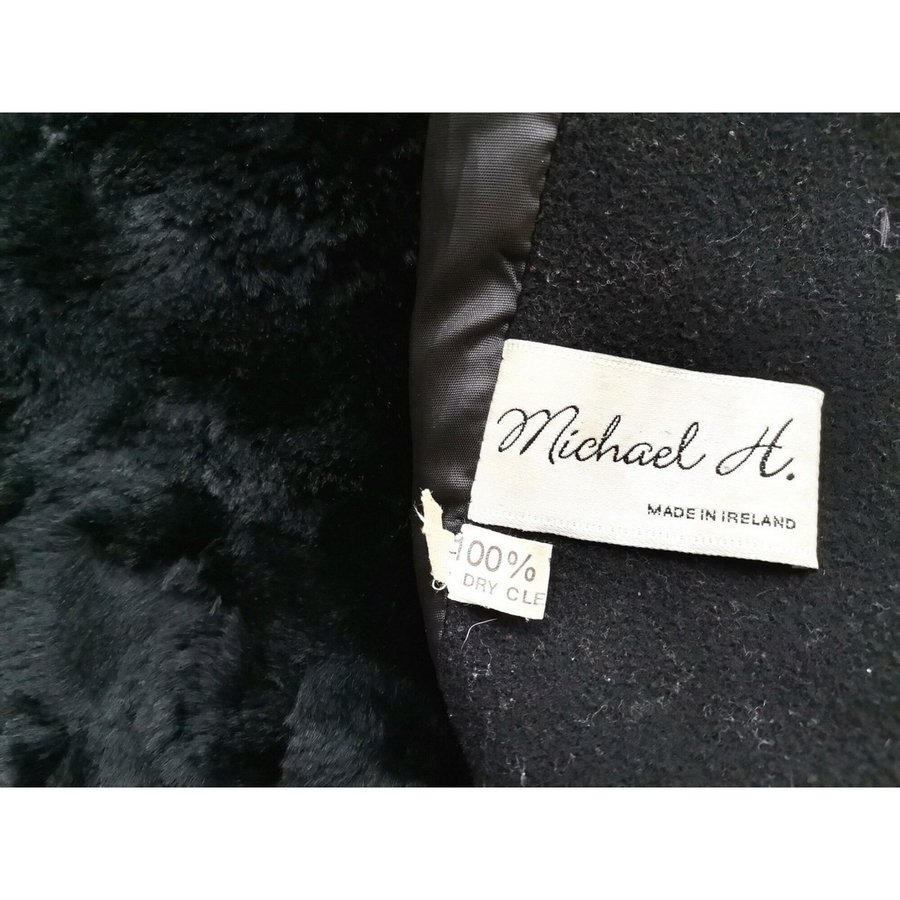 Michael H.
MADE IN IRELAND
100%
DRY CLE